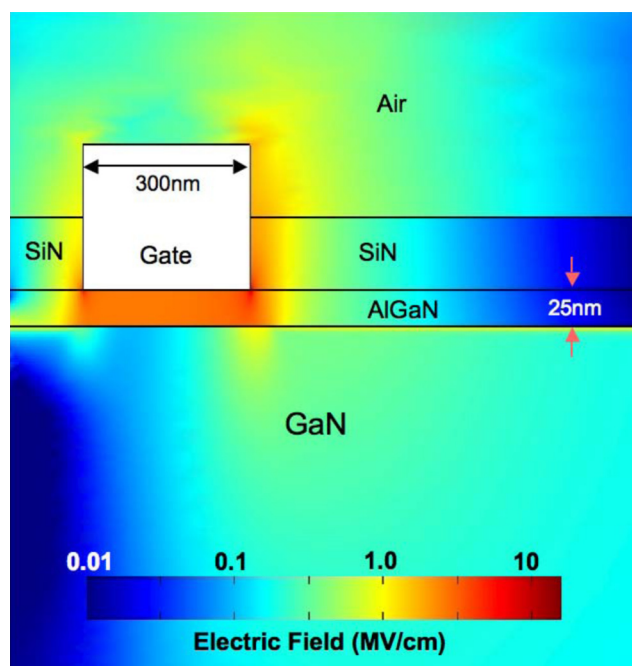 Air
300nm
SiN
Gate
SiN
AlGaN
25nm
GaN
0.01 0.1 1.0 10
Electric Field (MV/cm)